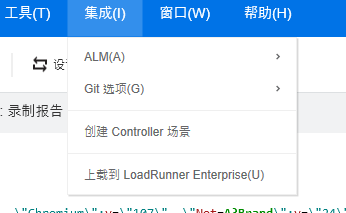 工具(T) 集成(I) 窗口(W) 帮助(H)
ALM(A)
设
Git 选项(G)
: 录制报告
创建 Controller 场景
上载到 LoadRunner Enterprise(U)
\"Chromium\";v=\"107\", \"Not=A?Brand\";v=\"24\"